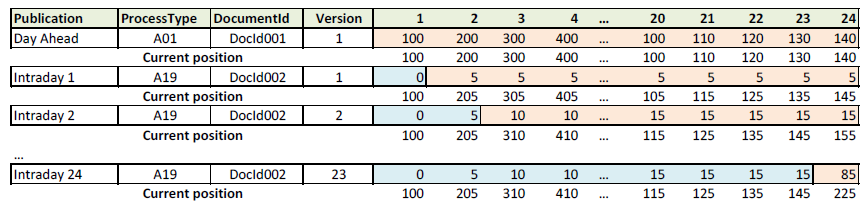 Publication ProcessType DocumentId Version 1 2 3 4 ... 20 21 22 23 24
Day Ahead A01 DocId001 1 100 200 300 400 ... 100 110 120 130 140
Current position 100 200 300 400 ... 100 110 120 130 140
Intraday 1 A19 DocId002 1 0 5 5 5 ... 5 5 5 5 5
Current position 100 205 305 405 ... 105 115 125 135 145
Intraday 2 A19 DocId002 2 0 5 10 10 ... 15 15 15 15 15
Current position 100 205 310 410 ... 115 125 135 145 155
...
Intraday 24 A19 DocId002 23 0 5 10 10 ... 15 15 15 15 85
Current position 100 205 310 410 ... 115 125 135 145 225